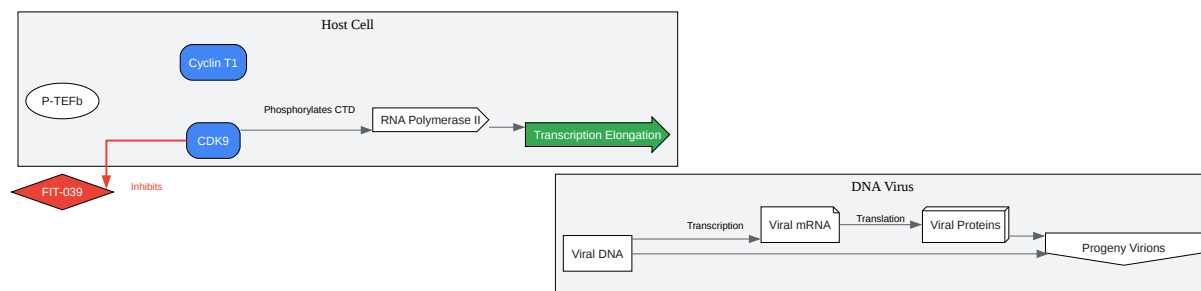 Host Cell
Cyclin T1
P-TEFb
Phosphorylates CTD
RNA Polymerase II
CDK9
Transcription Elongation
FIT-039
Inhibits
DNA Virus
Transcription
Viral mRNA
Translation
Viral Proteins
Viral DNA
Progeny Virions